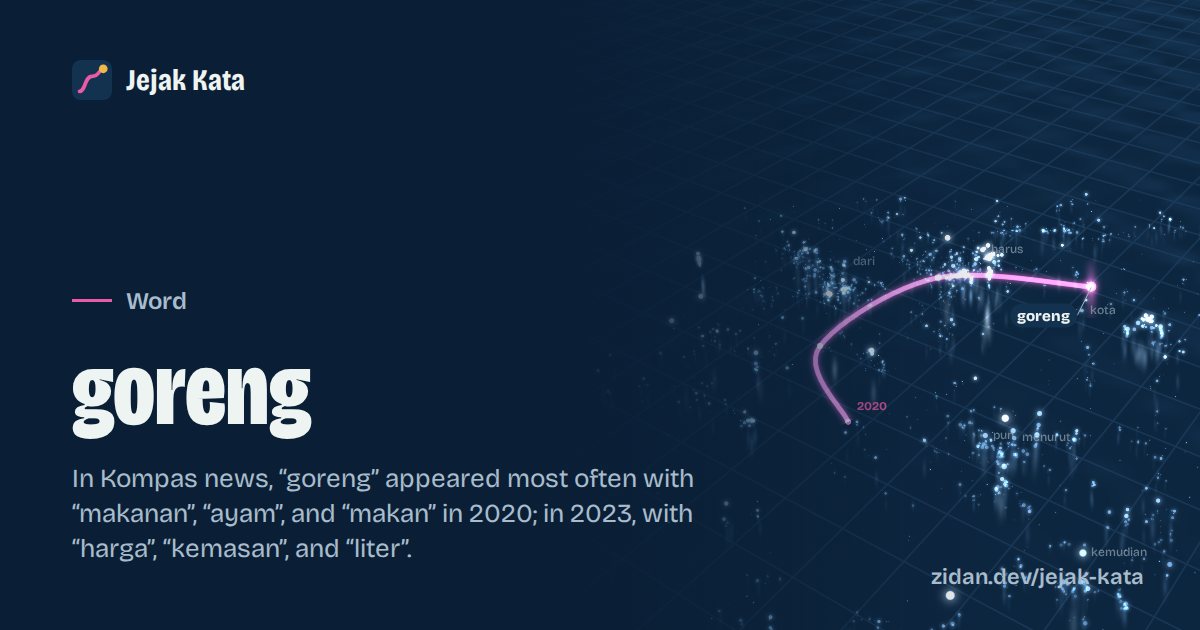 Jejak Kata
Word
goreng
In Kompas news, “goreng” appeared most often with
“makanan”, “ayam”, and “makan” in 2020; in 2023, with
“harga”, “kemasan”, and “liter”.
harus
dari
goreng
kota
2020
menurut
kemudian
zidan.dev/jejak-kata